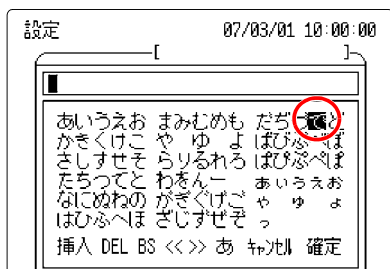 設定 07/03/01 10:00:00
[ ]
あいうえお まみむめも だぢづでど
かきくけこ や ゆ よ ばびぶべぼ
さしすせそ らりるれろ ぱぴぷぺぽ
たちつてと わをんー ぁぃぅぇぉ
なにぬねの がぎぐげご ゃ ゅ ょ
はひふへほ ざじずぜぞ っ
挿入 DEL BS << >> あ ｷｬﾝｾﾙ 確定